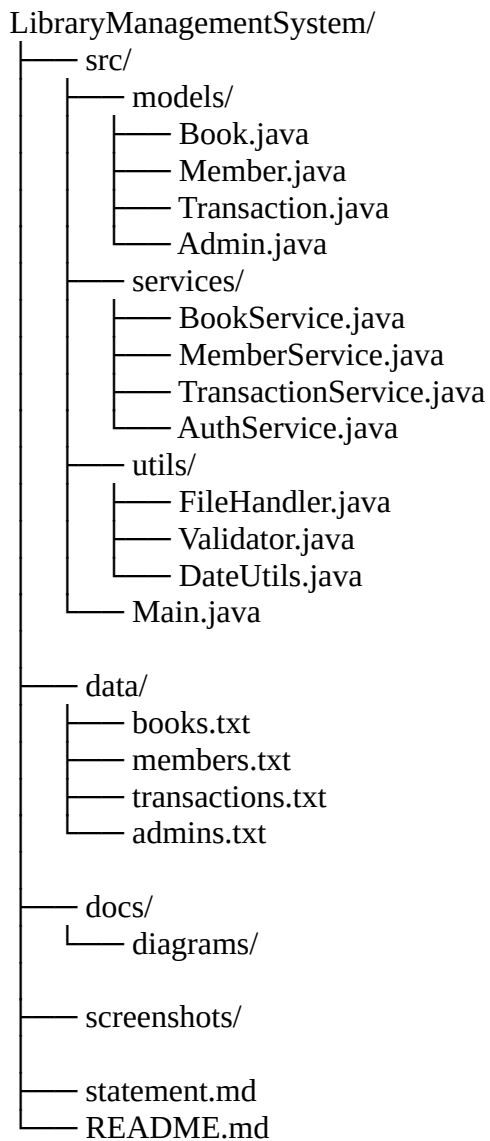 LibraryManagementSystem/
├── src/
│   ├── models/
│   │   ├── Book.java
│   │   ├── Member.java
│   │   ├── Transaction.java
│   │   └── Admin.java
│   ├── services/
│   │   ├── BookService.java
│   │   ├── MemberService.java
│   │   ├── TransactionService.java
│   │   └── AuthService.java
│   ├── utils/
│   │   ├── FileHandler.java
│   │   ├── Validator.java
│   │   └── DateUtils.java
│   └── Main.java
│
├── data/
│   ├── books.txt
│   ├── members.txt
│   ├── transactions.txt
│   └── admins.txt
│
├── docs/
│   └── diagrams/
│
├── screenshots/
│
├── statement.md
└── README.md